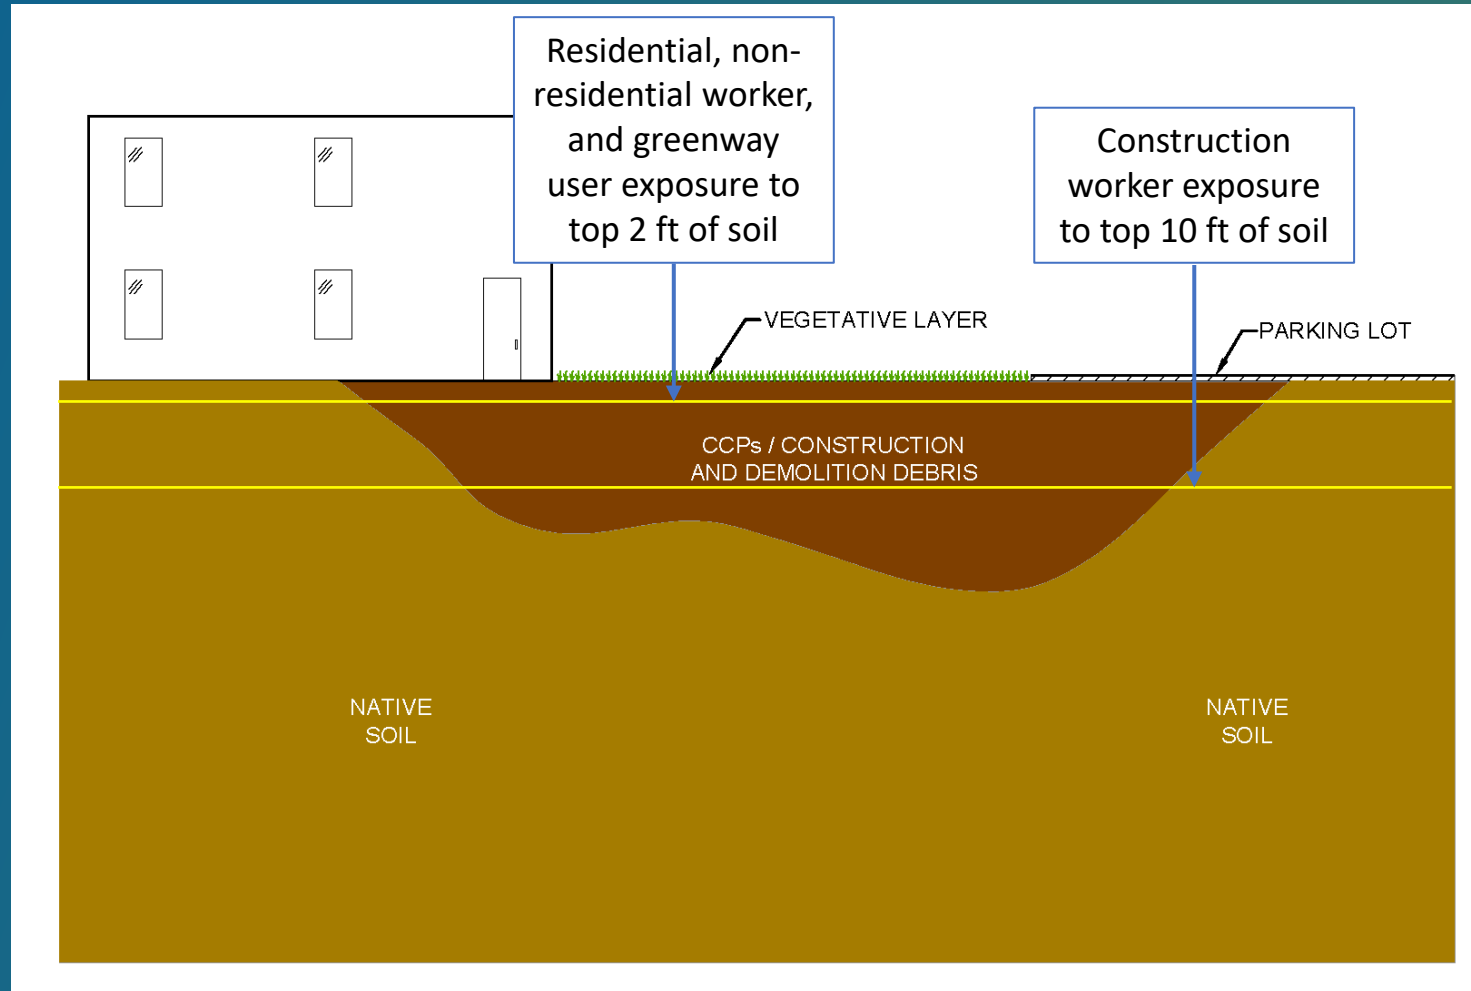 Residential, non-
residential worker,
and greenway
user exposure to
top 2 ft of soil
Construction
worker exposure
to top 10 ft of soil
VEGETATIVE LAYER
PARKING LOT
CCPs / CONSTRUCTION
AND DEMOLITION DEBRIS
NATIVE
SOIL
NATIVE
SOIL